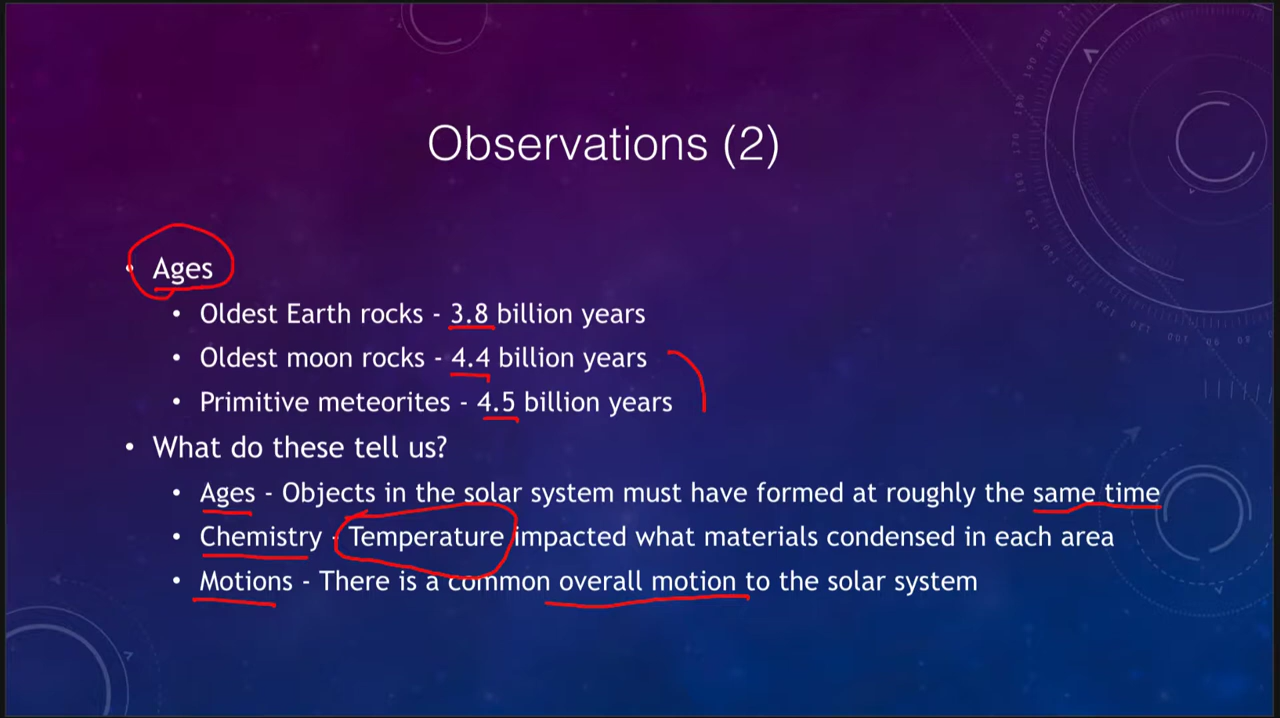 Observations (2)
• Ages
• Oldest Earth rocks - 3.8 billion years
• Oldest moon rocks - 4.4 billion years
• Primitive meteorites - 4.5 billion years
• What do these tell us?
• Ages - Objects in the solar system must have formed at roughly the same time
• Chemistry - Temperature impacted what materials condensed in each area
• Motions - There is a common overall motion to the solar system